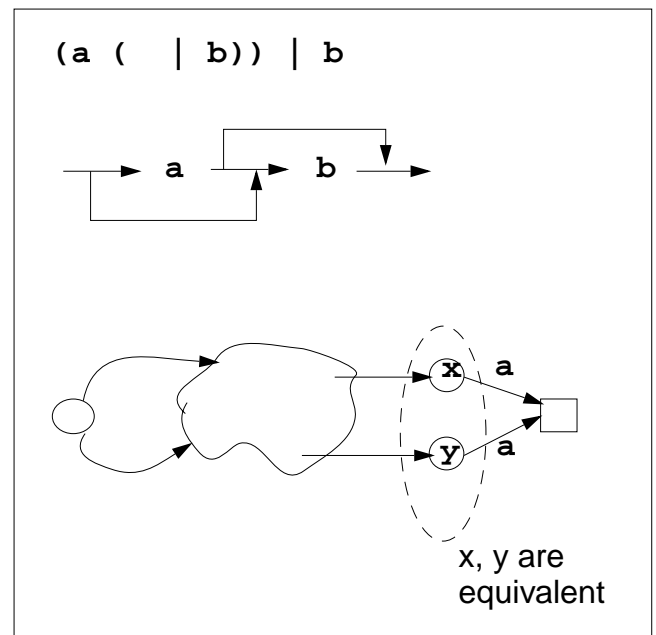 (a ( | b)) | b
a b
x a
y a
x, y are
equivalent